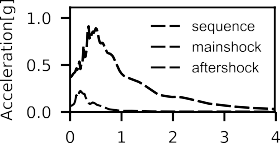 Acceleration[g]
1.0
0.5
0.0
sequence
mainshock
aftershock
0 1 2 3 4